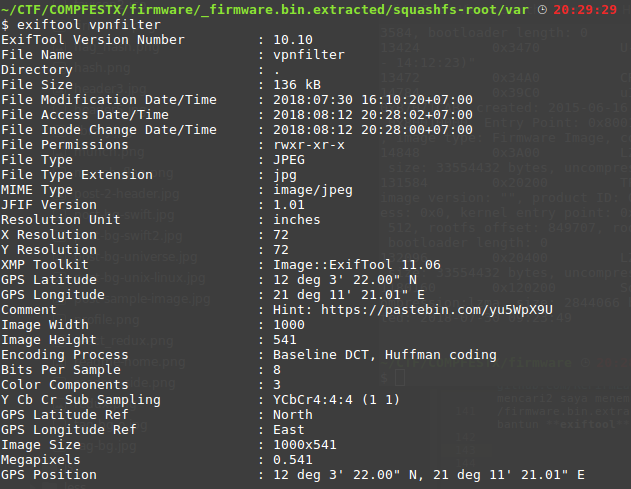 ~/CTF/COMPFESTX/firmware/_firmware.bin.extracted/squashfs-root/var ◷ 20:29:29
$ exiftool vpnfilter
ExifTool Version Number : 10.10
File Name : vpnfilter
Directory : .
File Size : 136 kB
File Modification Date/Time : 2018:07:30 16:10:20+07:00
File Access Date/Time : 2018:08:12 20:28:02+07:00
File Inode Change Date/Time : 2018:08:12 20:28:00+07:00
File Permissions : rwxr-xr-x
File Type : JPEG
File Type Extension : jpg
MIME Type : image/jpeg
JFIF Version : 1.01
Resolution Unit : inches
X Resolution : 72
Y Resolution : 72
XMP Toolkit : Image::ExifTool 11.06
GPS Latitude : 12 deg 3' 22.00" N
GPS Longitude : 21 deg 11' 21.01" E
Comment : Hint: https://pastebin.com/yu5WpX9U
Image Width : 1000
Image Height : 541
Encoding Process : Baseline DCT, Huffman coding
Bits Per Sample : 8
Color Components : 3
Y Cb Cr Sub Sampling : YCbCr4:4:4 (1 1)
GPS Latitude Ref : North
GPS Longitude Ref : East
Image Size : 1000x541
Megapixels : 0.541
GPS Position : 12 deg 3' 22.00" N, 21 deg 11' 21.01" E